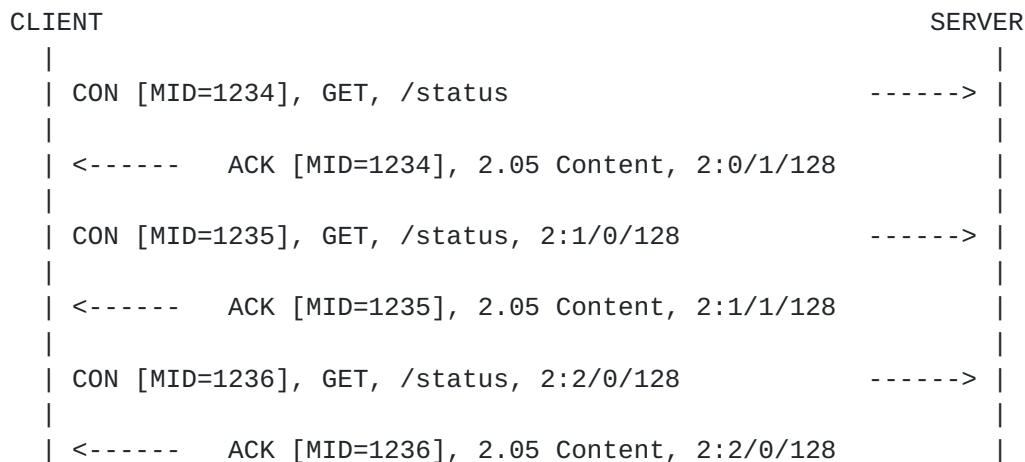 CLIENT                                                     SERVER
  |                                                          |
  | CON [MID=1234], GET, /status                     ------> |
  |                                                          |
  | <------   ACK [MID=1234], 2.05 Content, 2:0/1/128        |
  |                                                          |
  | CON [MID=1235], GET, /status, 2:1/0/128          ------> |
  |                                                          |
  | <------   ACK [MID=1235], 2.05 Content, 2:1/1/128        |
  |                                                          |
  | CON [MID=1236], GET, /status, 2:2/0/128          ------> |
  |                                                          |
  | <------   ACK [MID=1236], 2.05 Content, 2:2/0/128        |